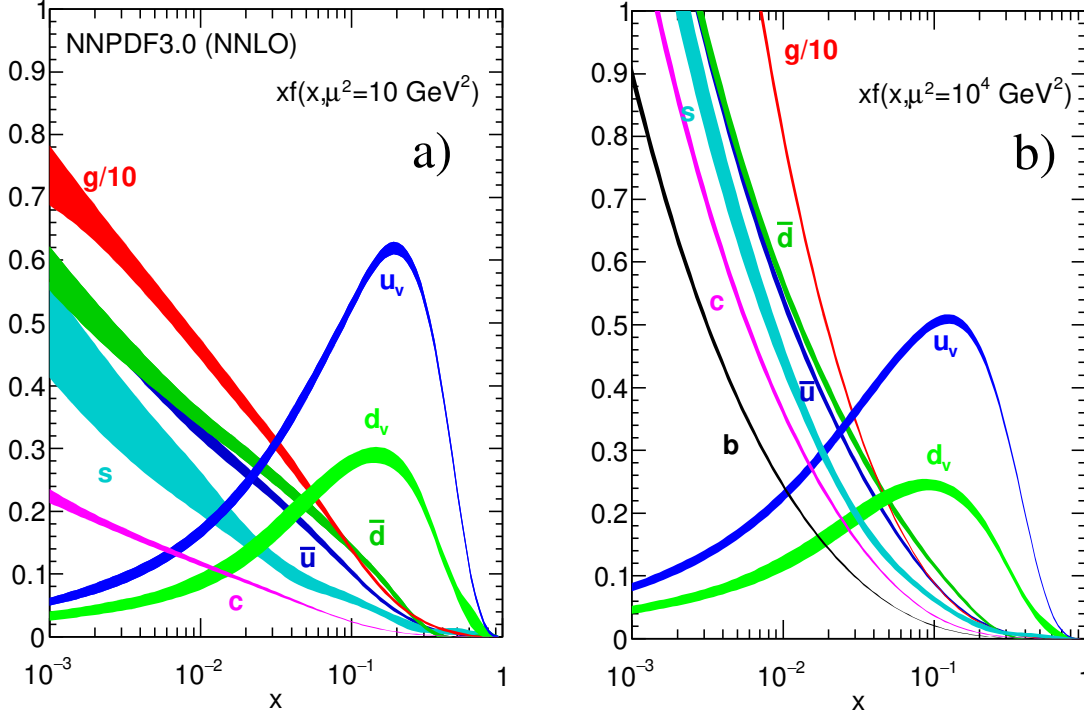 NNPDF3.0 (NNLO)
xf(x,μ²=10 GeV²)
a)
g/10
u_v
d_v
s
d̅
u̅
c
0
0.1
0.2
0.3
0.4
0.5
0.6
0.7
0.8
0.9
1
10⁻³
10⁻²
10⁻¹
1
x
g/10
xf(x,μ²=10⁴ GeV²)
s
b)
d̅
c
u_v
u̅
b
d_v
0
0.1
0.2
0.3
0.4
0.5
0.6
0.7
0.8
0.9
1
10⁻³
10⁻²
10⁻¹
1
x